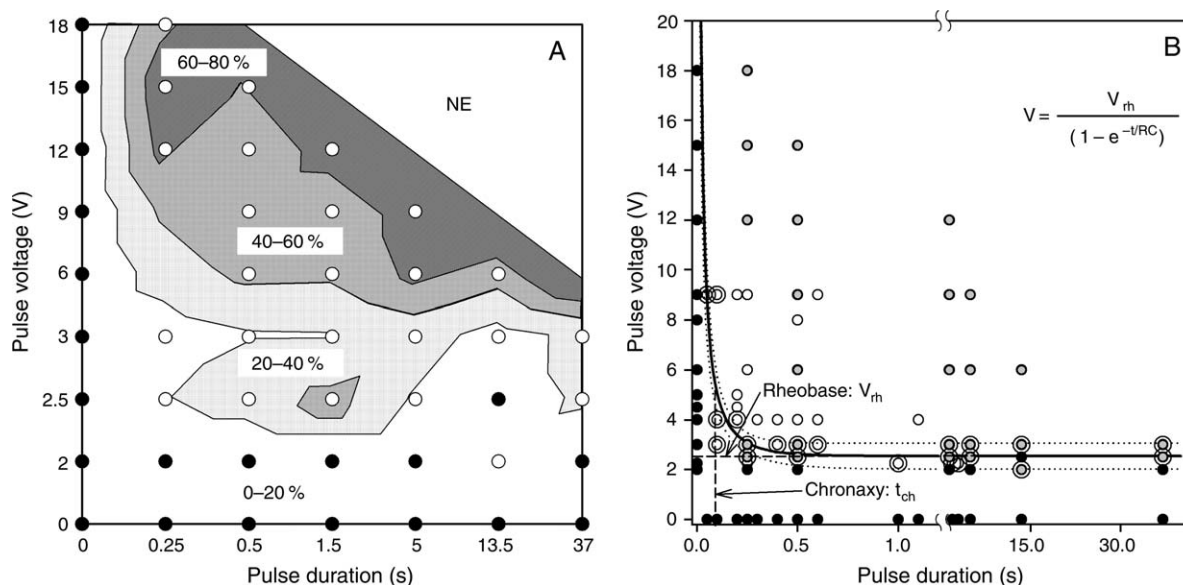 A
18
15
12
9
6
3
2.5
2
0
Pulse voltage (V)
60–80 %
NE
40–60 %
20–40 %
0–20 %
0 0.25 0.5 1.5 5 13.5 37
Pulse duration (s)
B
20
18
16
14
12
10
8
6
4
2
0
Pulse voltage (V)
V = V rh / ( 1 – e –t/RC )
Rheobase: V rh
Chronaxy: t ch
0.0 0.5 1.0 15.0 30.0
Pulse duration (s)